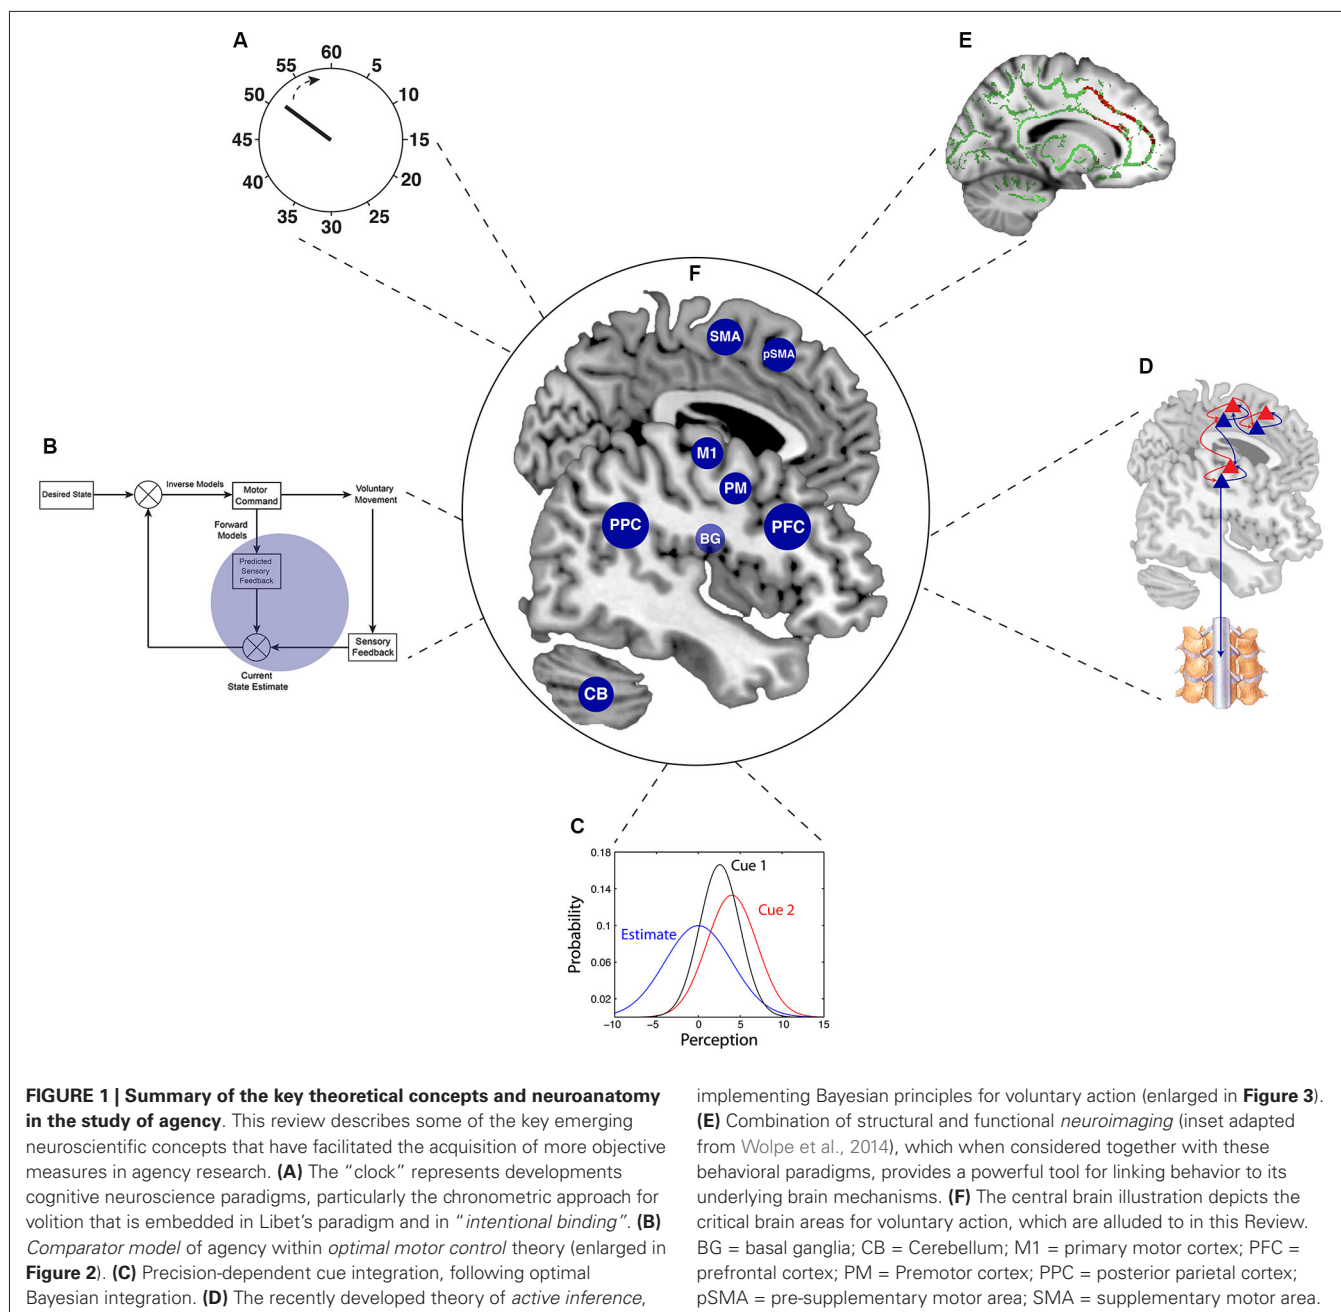 A
60
5
10
15
20
25
30
35
40
45
50
55
E
F
SMA
pSMA
M1
PM
PPC
BG
PFC
CB
D
B
Desired State
Inverse Models
Motor
Command
Voluntary
Movement
Forward
Models
Predicted
Sensory
Feedback
Sensory
Feedback
Current
State Estimate
C
0.18
0.14
0.1
0.06
0.02
Probability
Cue 1
Cue 2
Estimate
−10
−5
0
5
10
15
Perception
FIGURE 1 | Summary of the key theoretical concepts and neuroanatomy
in the study of agency. This review describes some of the key emerging
neuroscientific concepts that have facilitated the acquisition of more objective
measures in agency research. (A) The “clock” represents developments
cognitive neuroscience paradigms, particularly the chronometric approach for
volition that is embedded in Libet’s paradigm and in “intentional binding”. (B)
Comparator model of agency within optimal motor control theory (enlarged in
Figure 2). (C) Precision-dependent cue integration, following optimal
Bayesian integration. (D) The recently developed theory of active inference,
implementing Bayesian principles for voluntary action (enlarged in Figure 3).
(E) Combination of structural and functional neuroimaging (inset adapted
from Wolpe et al., 2014), which when considered together with these
behavioral paradigms, provides a powerful tool for linking behavior to its
underlying brain mechanisms. (F) The central brain illustration depicts the
critical brain areas for voluntary action, which are alluded to in this Review.
BG = basal ganglia; CB = Cerebellum; M1 = primary motor cortex; PFC =
prefrontal cortex; PM = Premotor cortex; PPC = posterior parietal cortex;
pSMA = pre-supplementary motor area; SMA = supplementary motor area.